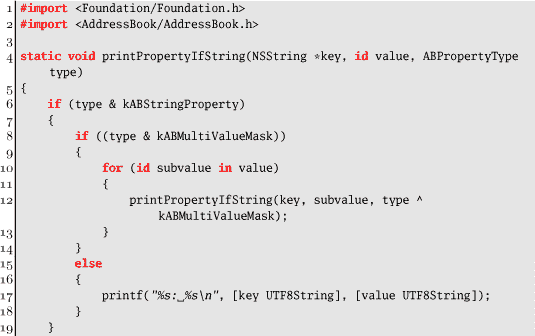 1 #import <Foundation/Foundation.h>
2 #import <AddressBook/AddressBook.h>
3
4 static void printPropertyIfString(NSString *key, id value, ABPropertyType
type)
5 {
6 if (type & kABStringProperty)
7 {
8 if ((type & kABMultiValueMask))
9 {
10 for (id subvalue in value)
11 {
12 printPropertyIfString(key, subvalue, type ^
kABMultiValueMask);
13 }
14 }
15 else
16 {
17 printf("%s:␣%s\n", [key UTF8String], [value UTF8String]);
18 }
19 }